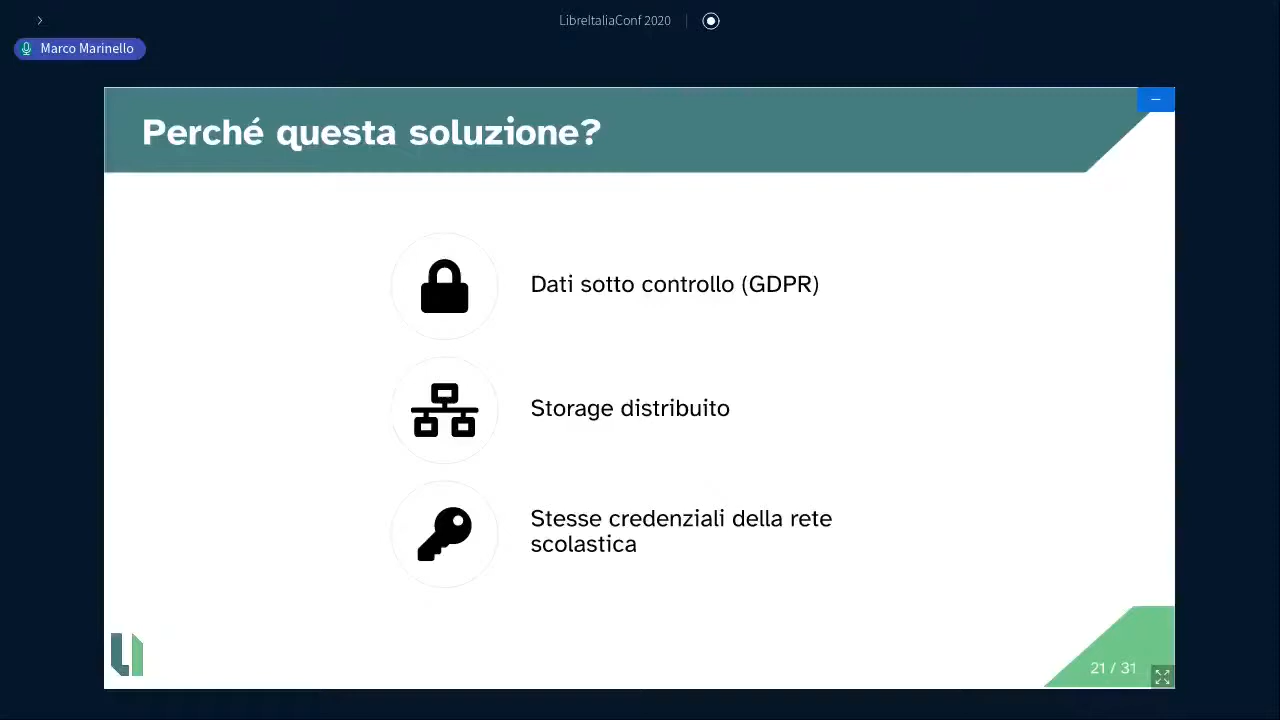 LibreItaliaConf 2020
Marco Marinello
Perché questa soluzione?
Dati sotto controllo (GDPR)
Storage distribuito
Stesse credenziali della rete
scolastica
21 / 31